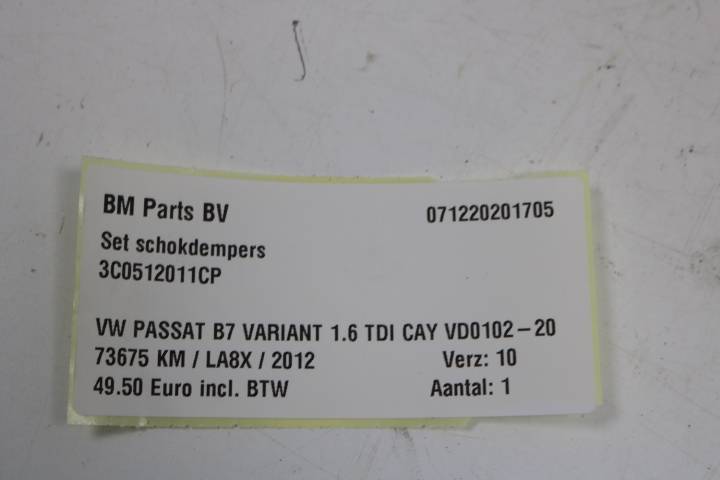 BM Parts BV 071220201705
Set schokdempers
3C0512011CP
VW PASSAT B7 VARIANT 1.6 TDI CAY VD0102-20
73675 KM / LA8X / 2012 Verz: 10
49.50 Euro incl. BTW Aantal: 1